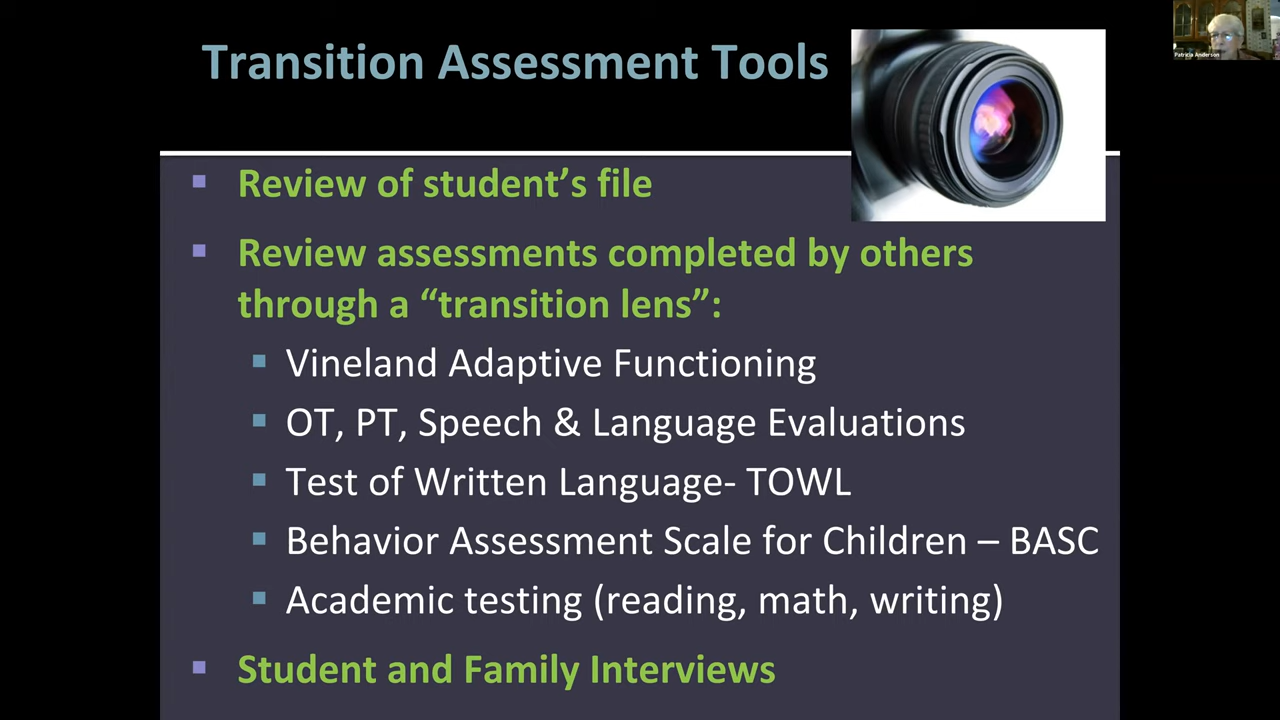 Transition Assessment Tools
Patricia Anderson
▪ Review of student’s file
▪ Review assessments completed by others
through a “transition lens”:
▪ Vineland Adaptive Functioning
▪ OT, PT, Speech & Language Evaluations
▪ Test of Written Language- TOWL
▪ Behavior Assessment Scale for Children – BASC
▪ Academic testing (reading, math, writing)
▪ Student and Family Interviews